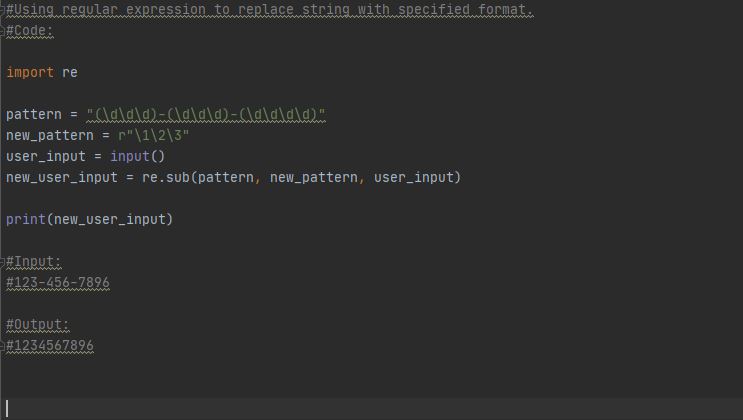 #Using regular expression to replace string with specified format.
#Code:
import re
pattern = "(\d\d\d)-(\d\d\d)-(\d\d\d\d)"
new_pattern = r"\1\2\3"
user_input = input()
new_user_input = re.sub(pattern, new_pattern, user_input)
print(new_user_input)
#Input:
#123-456-7896
#Output:
#1234567896